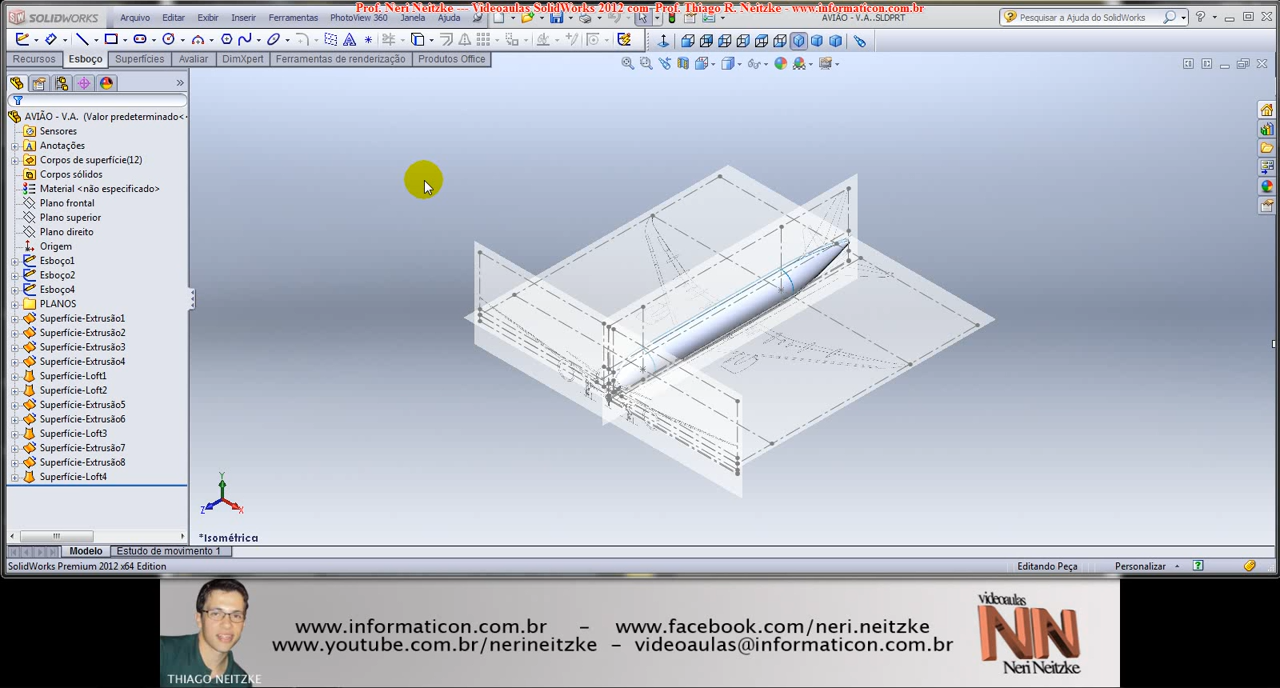 Prof. Neri Neitzke --- Videoaulas SolidWorks 2012 com Prof. Thiago R. Neitzke - www.informaticon.com.br
SOLIDWORKS Arquivo Editar Exibir Inserir Ferramentas PhotoView 360 Janela Ajuda AVIÃO - V.A..SLDPRT Pesquisar a Ajuda do SolidWorks
Recursos Esboço Superfícies Avaliar DimXpert Ferramentas de renderização Produtos Office
AVIÃO - V.A. (Valor predeterminado<
Sensores
Anotações
Corpos de superfície(12)
Corpos sólidos
Material <não especificado>
Plano frontal
Plano superior
Plano direito
Origem
Esboço1
Esboço2
Esboço4
PLANOS
Superfície-Extrusão1
Superfície-Extrusão2
Superfície-Extrusão3
Superfície-Extrusão4
Superfície-Loft1
Superfície-Loft2
Superfície-Extrusão5
Superfície-Extrusão6
Superfície-Loft3
Superfície-Extrusão7
Superfície-Extrusão8
Superfície-Loft4
Y
Z X
*Isométrica
Modelo Estudo de movimento 1
SolidWorks Premium 2012 x64 Edition Editando Peça Personalizar
www.informaticon.com.br - www.facebook.com/neri.neitzke
www.youtube.com.br/nerineitzke - videoaulas@informaticon.com.br
THIAGO NEITZKE
videoaulas
NN
Neri Neitzke